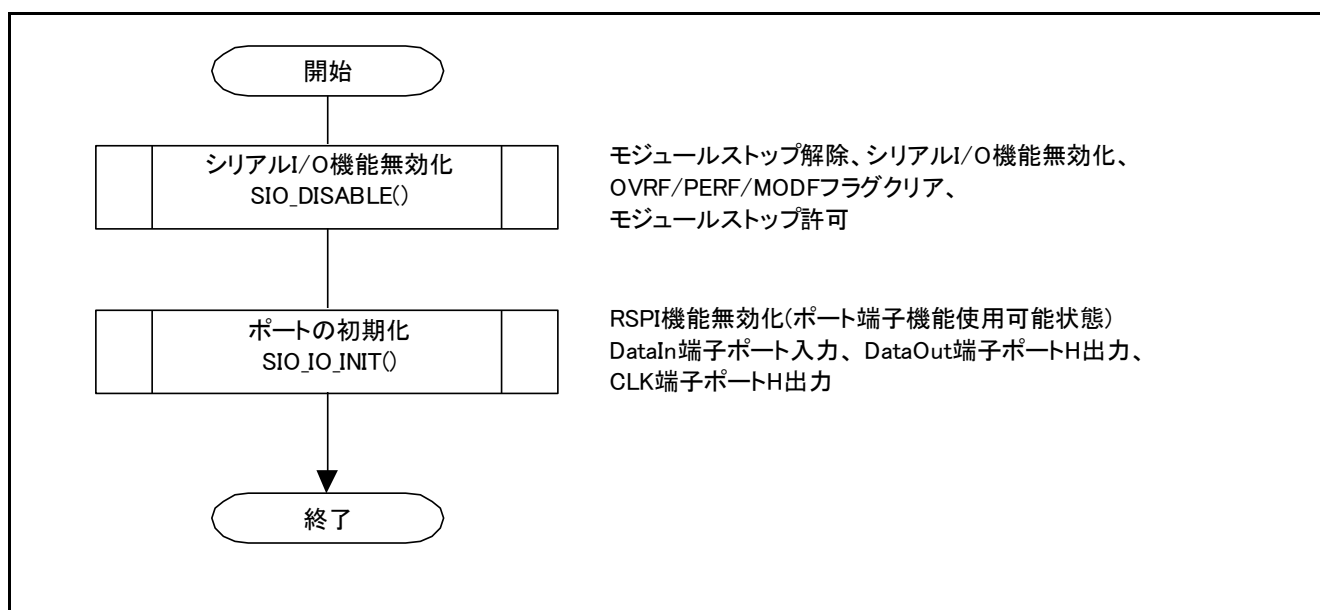 開始
シリアルI/O機能無効化
SIO_DISABLE()
モジュールストップ解除、シリアルI/O機能無効化、
OVRF/PERF/MODFフラグクリア、
モジュールストップ許可
ポートの初期化
SIO_IO_INIT()
RSPI機能無効化(ポート端子機能使用可能状態)
DataIn端子ポート入力、DataOut端子ポートH出力、
CLK端子ポートH出力
終了